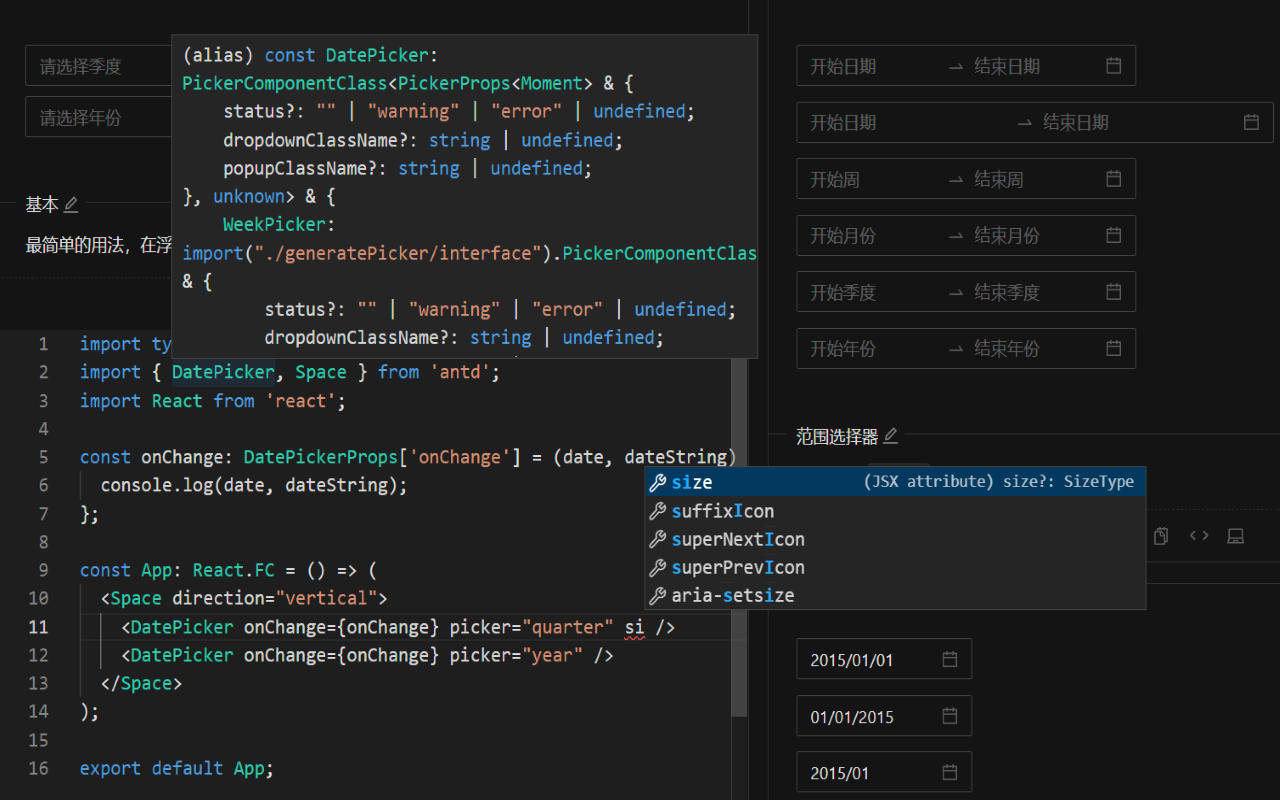 请选择季度
请选择年份
基本
最简单的用法，在浮
(alias) const DatePicker:
PickerComponentClass<PickerProps<Moment> & {
status?: "" | "warning" | "error" | undefined;
dropdownClassName?: string | undefined;
popupClassName?: string | undefined;
}, unknown> & {
WeekPicker:
import("./generatePicker/interface").PickerComponentClas
& {
status?: "" | "warning" | "error" | undefined;
dropdownClassName?: string | undefined;
1 import ty
2 import { DatePicker, Space } from 'antd';
3 import React from 'react';
4
5 const onChange: DatePickerProps['onChange'] = (date, dateString)
6 console.log(date, dateString);
7 };
8
9 const App: React.FC = () => (
10 <Space direction="vertical">
11 <DatePicker onChange={onChange} picker="quarter" si />
12 <DatePicker onChange={onChange} picker="year" />
13 </Space>
14 );
15
16 export default App;
size (JSX attribute) size?: SizeType
suffixIcon
superNextIcon
superPrevIcon
aria-setsize
开始日期 → 结束日期
开始日期 → 结束日期
开始周 → 结束周
开始月份 → 结束月份
开始季度 → 结束季度
开始年份 → 结束年份
范围选择器
2015/01/01
01/01/2015
2015/01